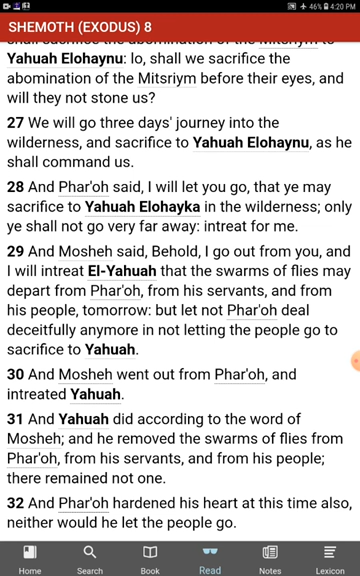 46% 4:20 PM
SHEMOTH (EXODUS) 8
Yahuah Elohaynu: lo, shall we sacrifice the
abomination of the Mitsriym before their eyes, and
will they not stone us?
27 We will go three days' journey into the
wilderness, and sacrifice to Yahuah Elohaynu, as he
shall command us.
28 And Phar'oh said, I will let you go, that ye may
sacrifice to Yahuah Elohayka in the wilderness; only
ye shall not go very far away: intreat for me.
29 And Mosheh said, Behold, I go out from you, and
I will intreat El-Yahuah that the swarms of flies may
depart from Phar'oh, from his servants, and from
his people, tomorrow: but let not Phar'oh deal
deceitfully anymore in not letting the people go to
sacrifice to Yahuah.
30 And Mosheh went out from Phar'oh, and
intreated Yahuah.
31 And Yahuah did according to the word of
Mosheh; and he removed the swarms of flies from
Phar'oh, from his servants, and from his people;
there remained not one.
32 And Phar'oh hardened his heart at this time also,
neither would he let the people go.
Home Search Book Read Notes Lexicon